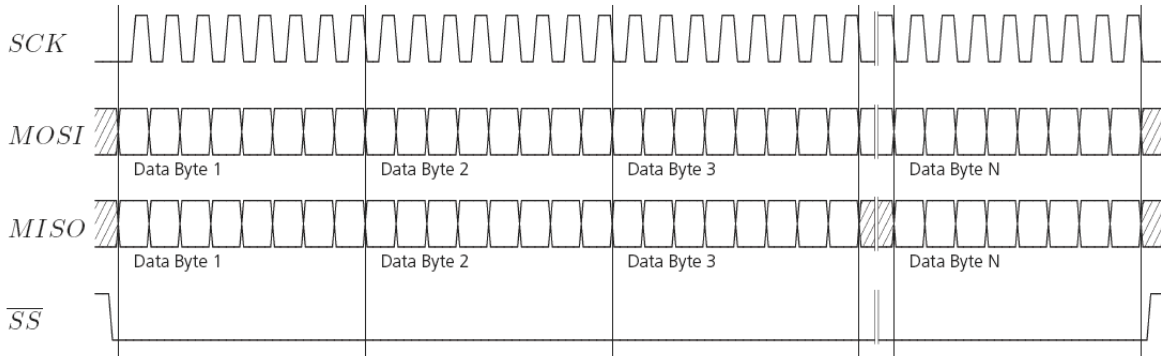 SCK
MOSI
Data Byte 1 Data Byte 2 Data Byte 3 Data Byte N
MISO
Data Byte 1 Data Byte 2 Data Byte 3 Data Byte N
S̅S̅